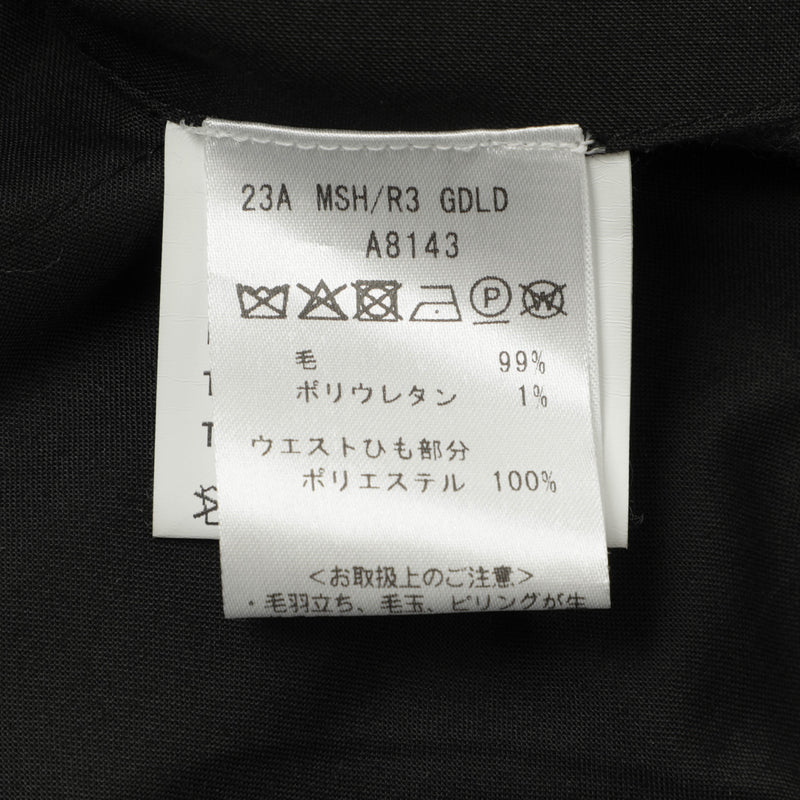 23A MSH/R3 GDLD
A8143
P W
毛 99%
ポリウレタン 1%
ウエストひも部分
ポリエステル 100%
<お取扱上のご注意>
・毛羽立ち、毛玉、ピリングが生